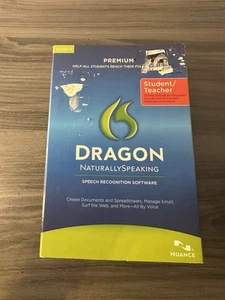 PREMIUM
HELP ALL STUDENTS REACH THEIR
Student/
Teacher
DRAGON
NATURALLYSPEAKING
SPEECH RECOGNITION SOFTWARE
Create Documents and Spreadsheets, Manage Email,
Surf the Web, and More—All By Voice
NUANCE